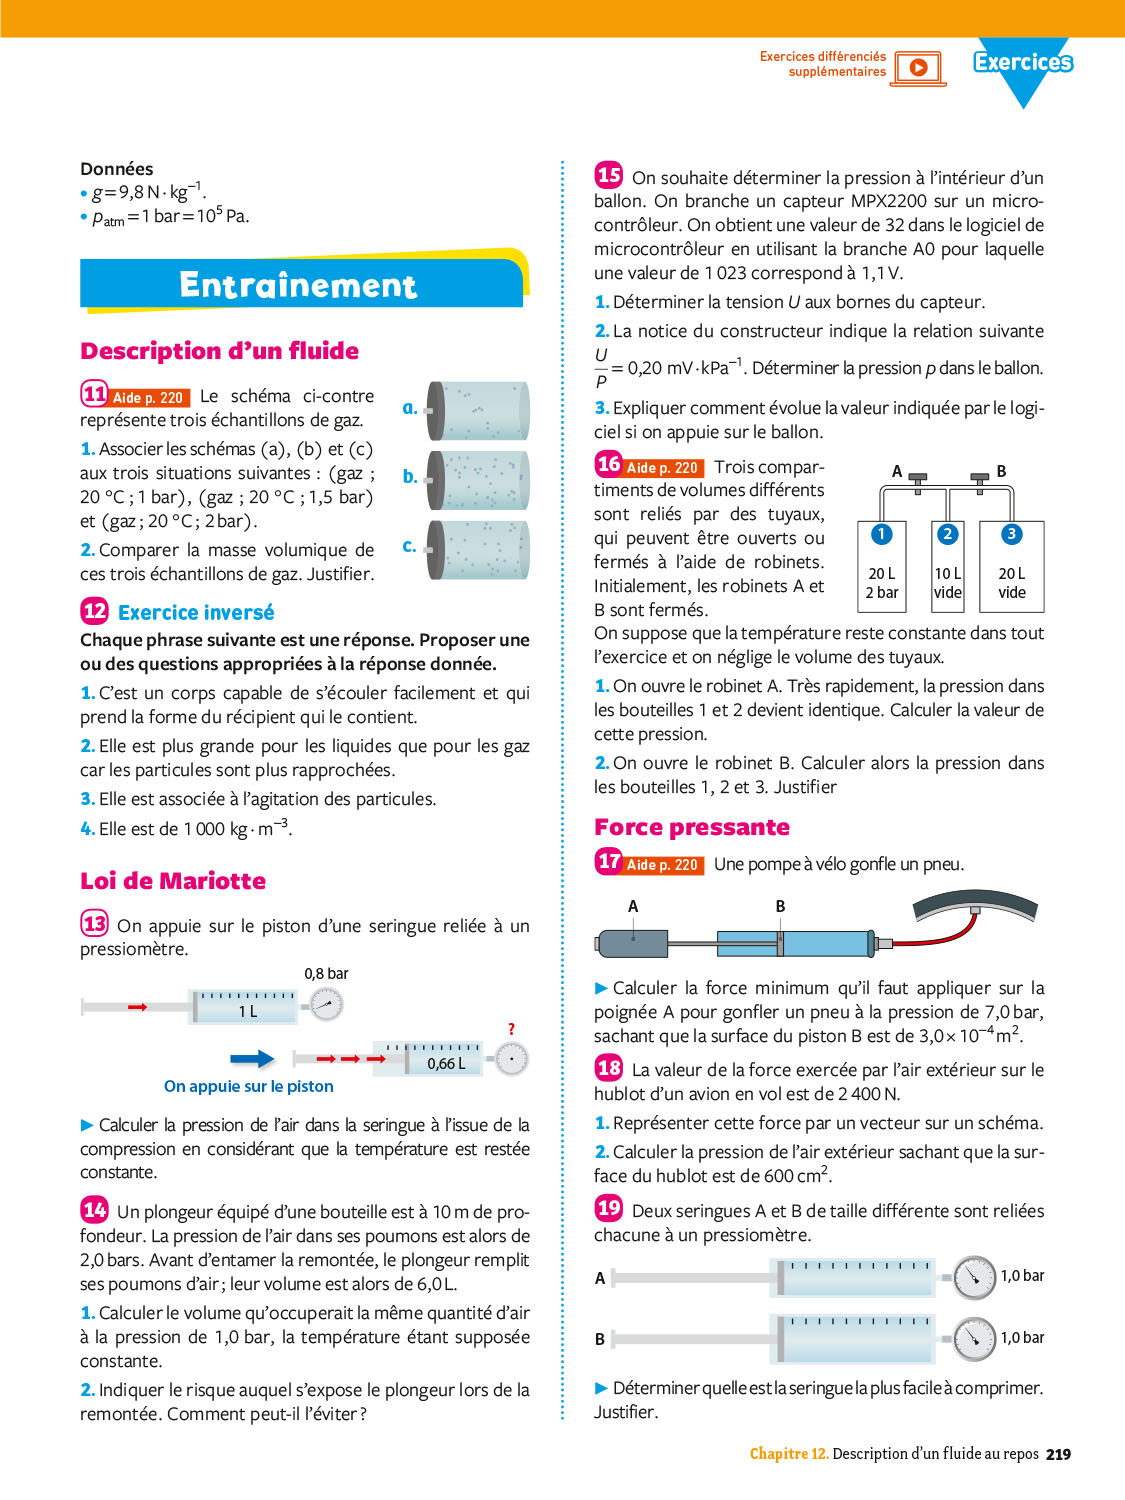 Exercices différenciés
supplémentaires
Exercices
Données
• g = 9,8 N · kg⁻¹.
• p_atm = 1 bar = 10⁵ Pa.
Entraînement
Description d'un fluide
11 Aide p. 220 Le schéma ci-contre
représente trois échantillons de gaz.
1. Associer les schémas (a), (b) et (c)
aux trois situations suivantes : (gaz ;
20 °C ; 1 bar), (gaz ; 20 °C ; 1,5 bar)
et (gaz ; 20 °C ; 2 bar).
2. Comparer la masse volumique de
ces trois échantillons de gaz. Justifier.
a.
b.
c.
12 Exercice inversé
Chaque phrase suivante est une réponse. Proposer une
ou des questions appropriées à la réponse donnée.
1. C'est un corps capable de s'écouler facilement et qui
prend la forme du récipient qui le contient.
2. Elle est plus grande pour les liquides que pour les gaz
car les particules sont plus rapprochées.
3. Elle est associée à l'agitation des particules.
4. Elle est de 1 000 kg · m⁻³.
Loi de Mariotte
13 On appuie sur le piston d'une seringue reliée à un
pressiomètre.
0,8 bar
1 L
?
0,66 L
On appuie sur le piston
▶ Calculer la pression de l'air dans la seringue à l'issue de la
compression en considérant que la température est restée
constante.
14 Un plongeur équipé d'une bouteille est à 10 m de pro-
fondeur. La pression de l'air dans ses poumons est alors de
2,0 bars. Avant d'entamer la remontée, le plongeur remplit
ses poumons d'air ; leur volume est alors de 6,0 L.
1. Calculer le volume qu'occuperait la même quantité d'air
à la pression de 1,0 bar, la température étant supposée
constante.
2. Indiquer le risque auquel s'expose le plongeur lors de la
remontée. Comment peut-il l'éviter ?
15 On souhaite déterminer la pression à l'intérieur d'un
ballon. On branche un capteur MPX2200 sur un micro-
contrôleur. On obtient une valeur de 32 dans le logiciel de
microcontrôleur en utilisant la branche A0 pour laquelle
une valeur de 1 023 correspond à 1,1 V.
1. Déterminer la tension U aux bornes du capteur.
2. La notice du constructeur indique la relation suivante
U/P = 0,20 mV·kPa⁻¹. Déterminer la pression p dans le ballon.
3. Expliquer comment évolue la valeur indiquée par le logi-
ciel si on appuie sur le ballon.
16 Aide p. 220 Trois compar-
timents de volumes différents
sont reliés par des tuyaux,
qui peuvent être ouverts ou
fermés à l'aide de robinets.
Initialement, les robinets A et
B sont fermés.
A B
1 2 3
20 L 10 L 20 L
2 bar vide vide
On suppose que la température reste constante dans tout
l'exercice et on néglige le volume des tuyaux.
1. On ouvre le robinet A. Très rapidement, la pression dans
les bouteilles 1 et 2 devient identique. Calculer la valeur de
cette pression.
2. On ouvre le robinet B. Calculer alors la pression dans
les bouteilles 1, 2 et 3. Justifier
Force pressante
17 Aide p. 220 Une pompe à vélo gonfle un pneu.
A B
▶ Calculer la force minimum qu'il faut appliquer sur la
poignée A pour gonfler un pneu à la pression de 7,0 bar,
sachant que la surface du piston B est de 3,0 × 10⁻⁴ m².
18 La valeur de la force exercée par l'air extérieur sur le
hublot d'un avion en vol est de 2 400 N.
1. Représenter cette force par un vecteur sur un schéma.
2. Calculer la pression de l'air extérieur sachant que la sur-
face du hublot est de 600 cm².
19 Deux seringues A et B de taille différente sont reliées
chacune à un pressiomètre.
A 1,0 bar
B 1,0 bar
▶ Déterminer quelle est la seringue la plus facile à comprimer.
Justifier.
Chapitre 12. Description d'un fluide au repos 219